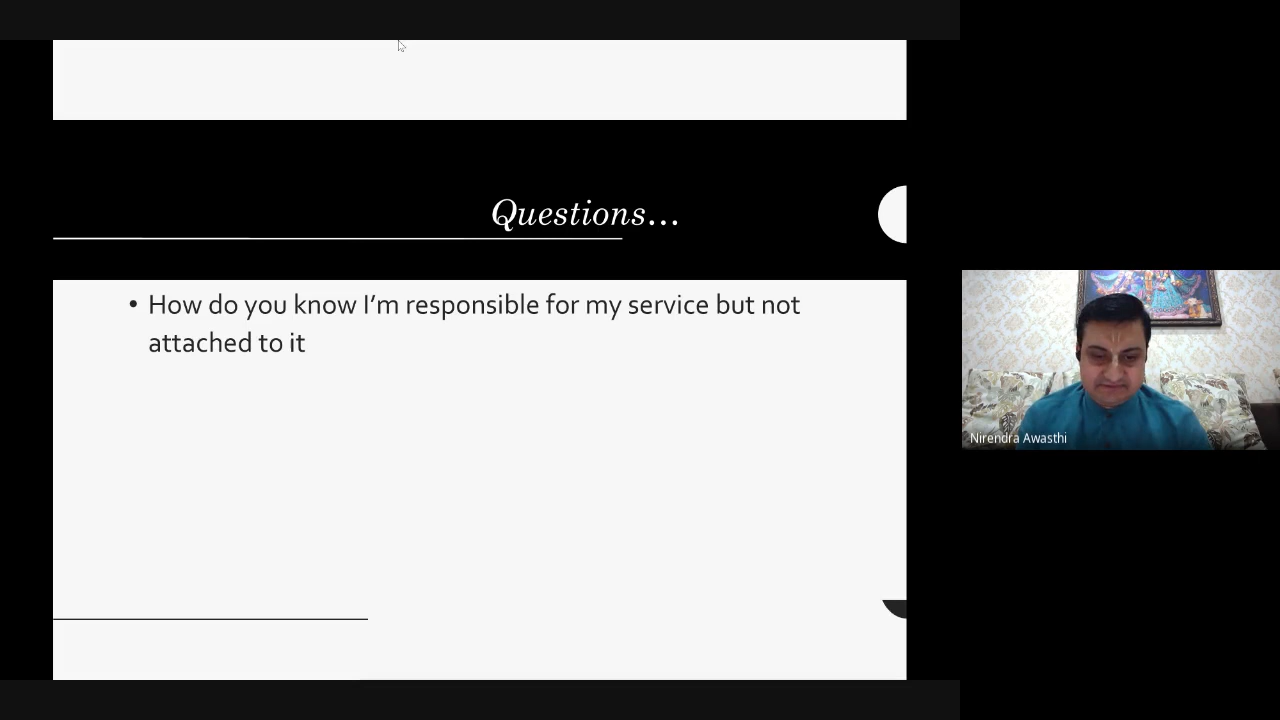 Questions...
• How do you know I’m responsible for my service but not
attached to it
Nirendra Awasthi